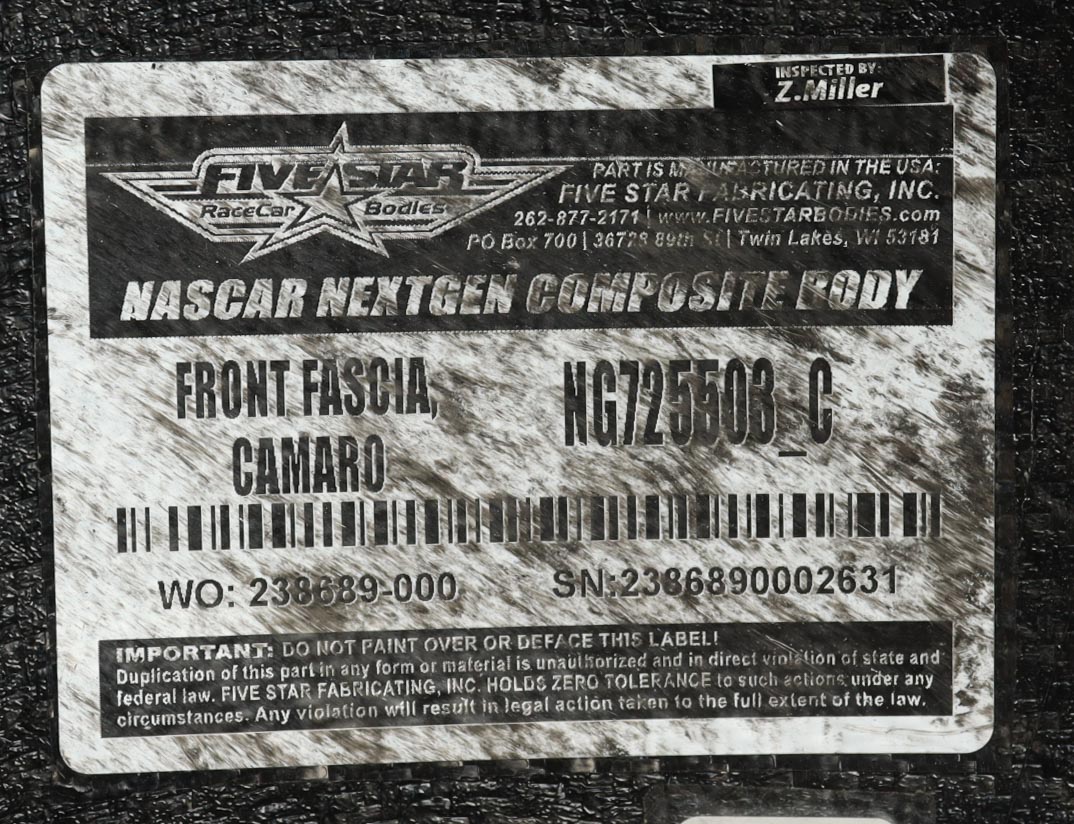 INSPECTED BY:
Z.Miller
FIVE STAR
RaceCar Bodies
PART IS MANUFACTURED IN THE USA:
FIVE STAR FABRICATING, INC.
262-877-2171 | www.FIVESTARBODIES.com
PO Box 700 | 36728 89th St | Twin Lakes, WI 53181
NASCAR NEXTGEN COMPOSITE BODY
FRONT FASCIA,
CAMARO
NG725503_C
WO: 238689-000
SN:2386890002631
IMPORTANT: DO NOT PAINT OVER OR DEFACE THIS LABEL!
Duplication of this part in any form or material is unauthorized and in direct violation of state and
federal law. FIVE STAR FABRICATING, INC. HOLDS ZERO TOLERANCE to such actions under any
circumstances. Any violation will result in legal action taken to the full extent of the law.